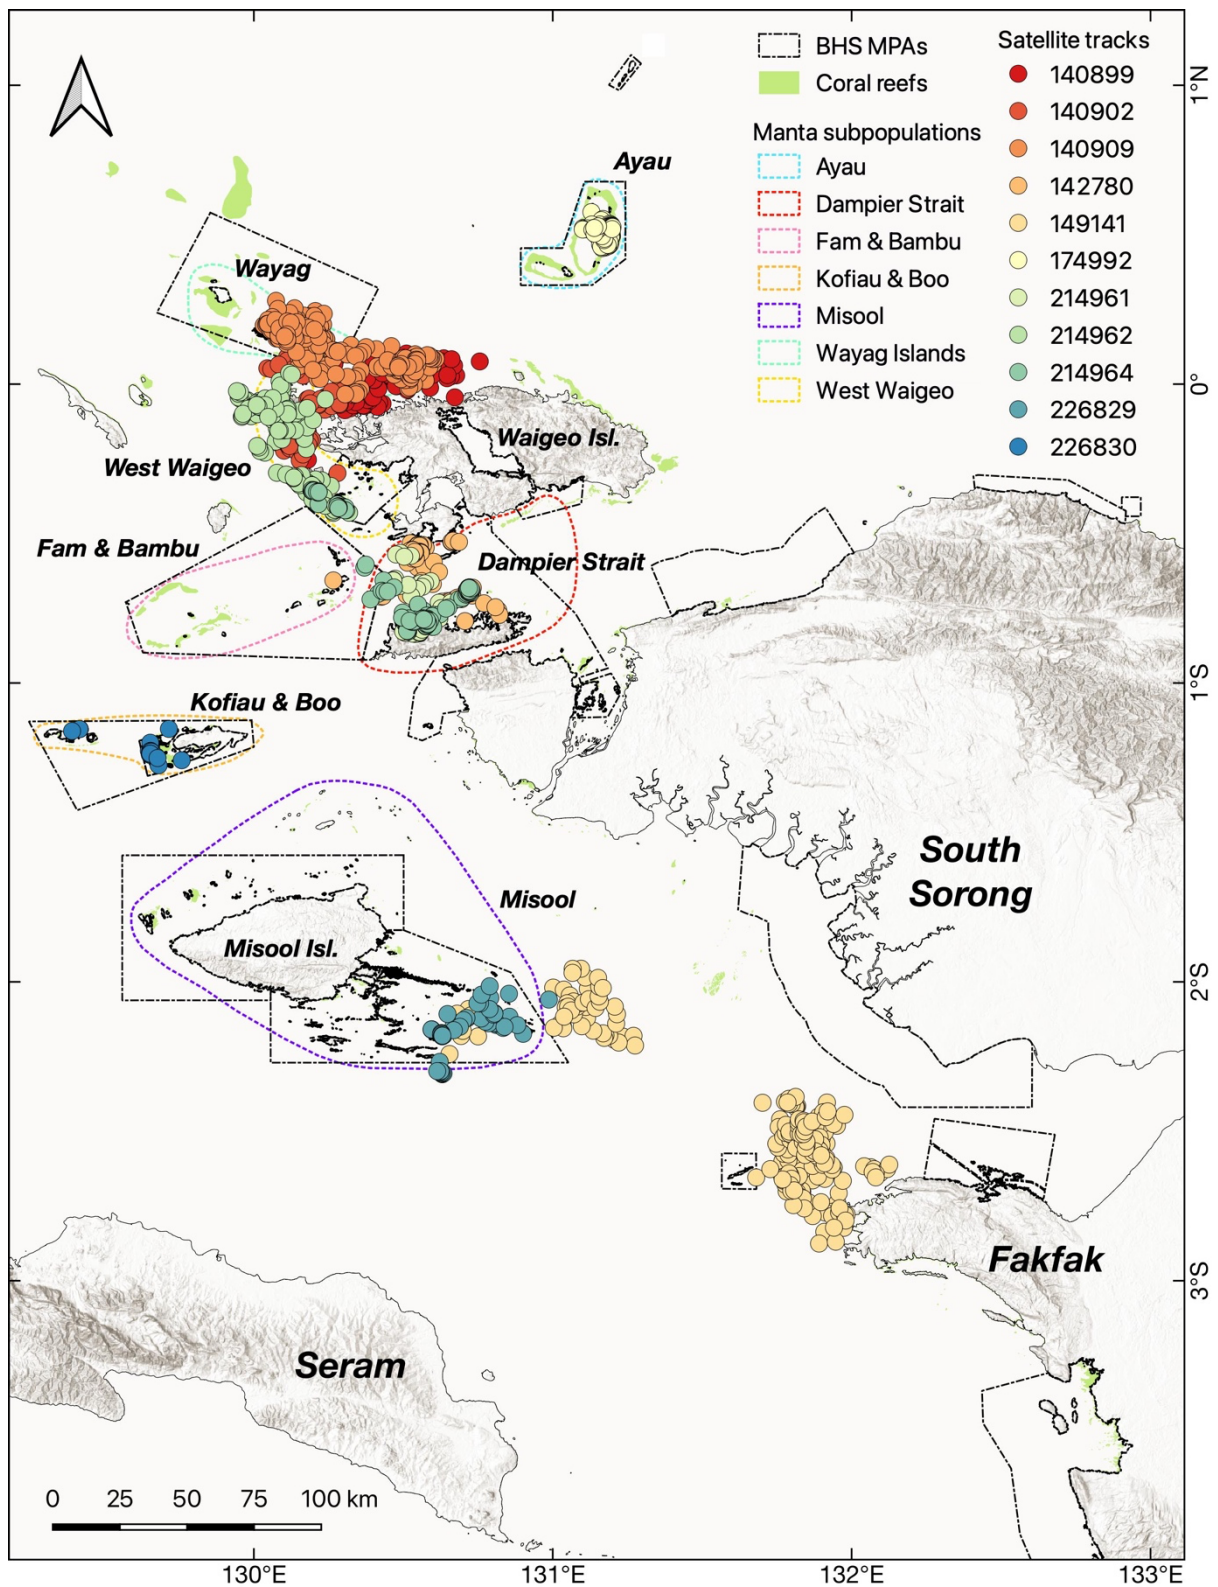 BHS MPAs
Coral reefs
Manta subpopulations
Ayau
Dampier Strait
Fam & Bambu
Kofiau & Boo
Misool
Wayag Islands
West Waigeo
Satellite tracks
140899
140902
140909
142780
149141
174992
214961
214962
214964
226829
226830
Ayau
Wayag
Waigeo Isl.
West Waigeo
Fam & Bambu
Dampier Strait
Kofiau & Boo
Misool
Misool Isl.
South
Sorong
Fakfak
Seram
0 25 50 75 100 km
1°N
0°
1°S
2°S
3°S
130°E 131°E 132°E 133°E